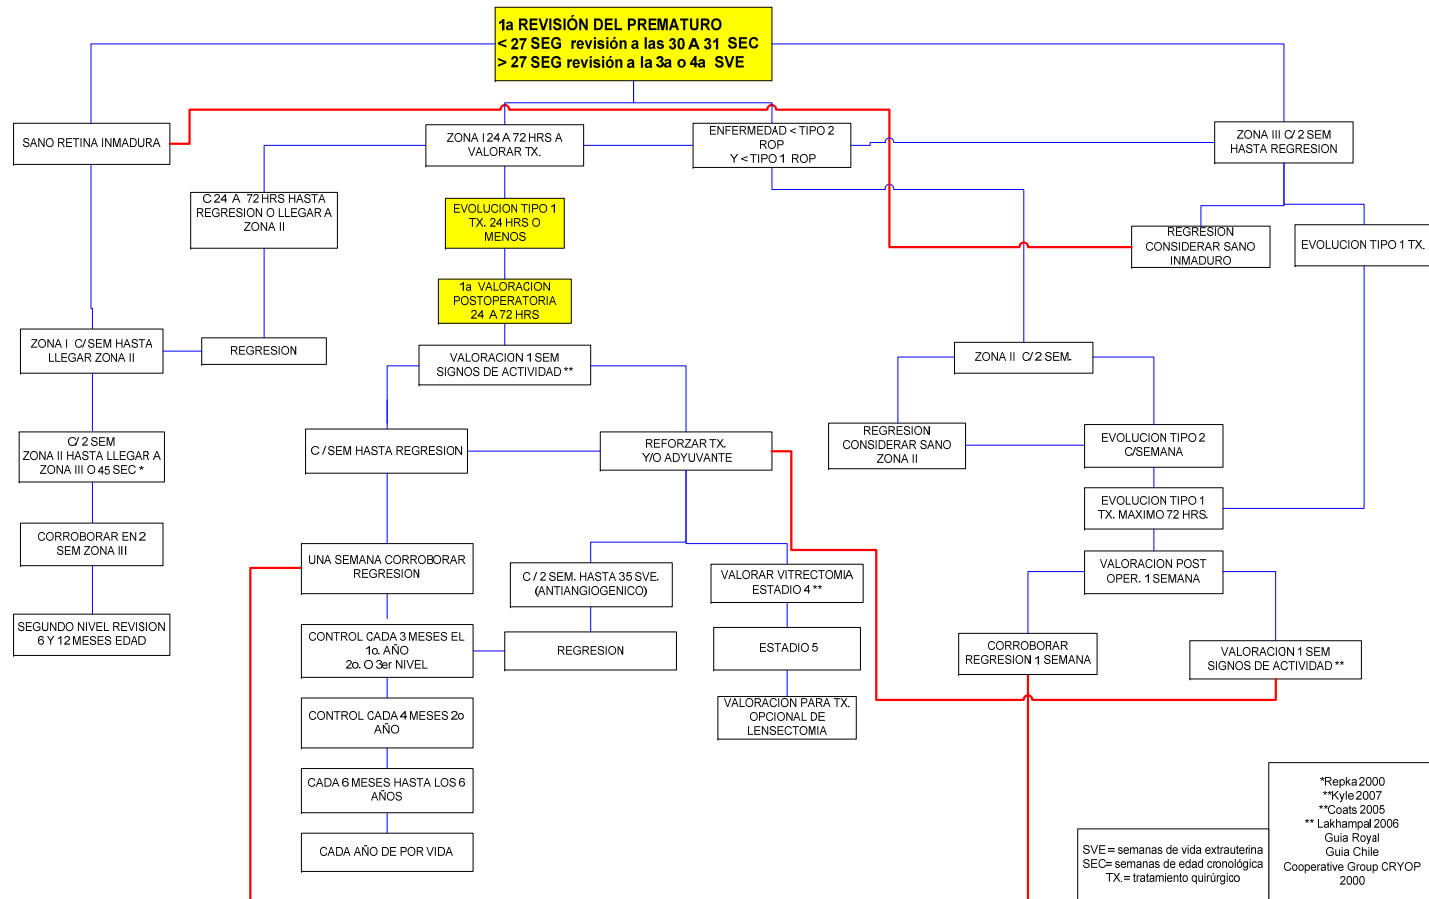 1a REVISIÓN DEL PREMATURO
< 27 SEG revisión a las 30 A 31 SEC
> 27 SEG revisión a la 3a o 4a SVE
SANO RETINA INMADURA
ZONA I 24 A 72 HRS A
VALORAR TX.
ENFERMEDAD < TIPO 2
ROP
Y < TIPO 1 ROP
ZONA III C/ 2 SEM
HASTA REGRESION
C 24 A 72 HRS HASTA
REGRESION O LLEGAR A
ZONA II
EVOLUCION TIPO 1
TX. 24 HRS O
MENOS
REGRESION
CONSIDERAR SANO
INMADURO
EVOLUCION TIPO 1 TX.
1a VALORACION
POSTOPERATORIA
24 A 72 HRS
ZONA I C/ SEM HASTA
LLEGAR ZONA II
REGRESION
VALORACION 1 SEM
SIGNOS DE ACTIVIDAD **
ZONA II C/ 2 SEM.
C/ 2 SEM
ZONA II HASTA LLEGAR A
ZONA III O 45 SEC *
C / SEM HASTA REGRESION
REFORZAR TX.
Y/O ADYUVANTE
REGRESION
CONSIDERAR SANO
ZONA II
EVOLUCION TIPO 2
C/SEMANA
EVOLUCION TIPO 1
TX. MAXIMO 72 HRS.
CORROBORAR EN 2
SEM ZONA III
UNA SEMANA CORROBORAR
REGRESION
C / 2 SEM. HASTA 35 SVE.
(ANTIANGIOGENICO)
VALORAR VITRECTOMIA
ESTADIO 4 **
VALORACION POST
OPER. 1 SEMANA
SEGUNDO NIVEL REVISION
6 Y 12 MESES EDAD
CONTROL CADA 3 MESES EL
1o. AÑO
2o. O 3er NIVEL
REGRESION
ESTADIO 5
CORROBORAR
REGRESION 1 SEMANA
VALORACION 1 SEM
SIGNOS DE ACTIVIDAD **
CONTROL CADA 4 MESES 2o
AÑO
VALORACION PARA TX.
OPCIONAL DE
LENSECTOMIA
CADA 6 MESES HASTA LOS 6
AÑOS
CADA AÑO DE POR VIDA
SVE = semanas de vida extrauterina
SEC= semanas de edad cronológica
TX.= tratamiento quirúrgico
*Repka 2000
**Kyle 2007
**Coats 2005
** Lakhampal 2006
Guia Royal
Guia Chile
Cooperative Group CRYOP
2000